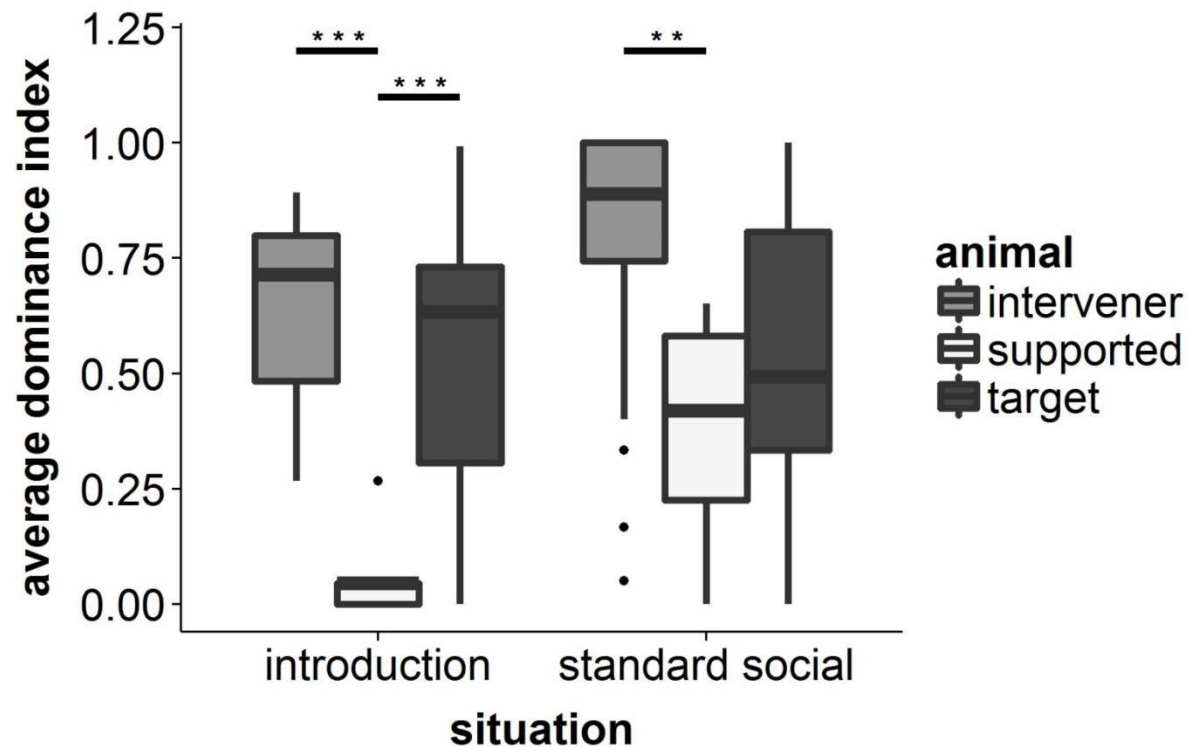 average dominance index
1.25
1.00
0.75
0.50
0.25
0.00
***
***
**
introduction
standard social
situation
animal
intervener
supported
target